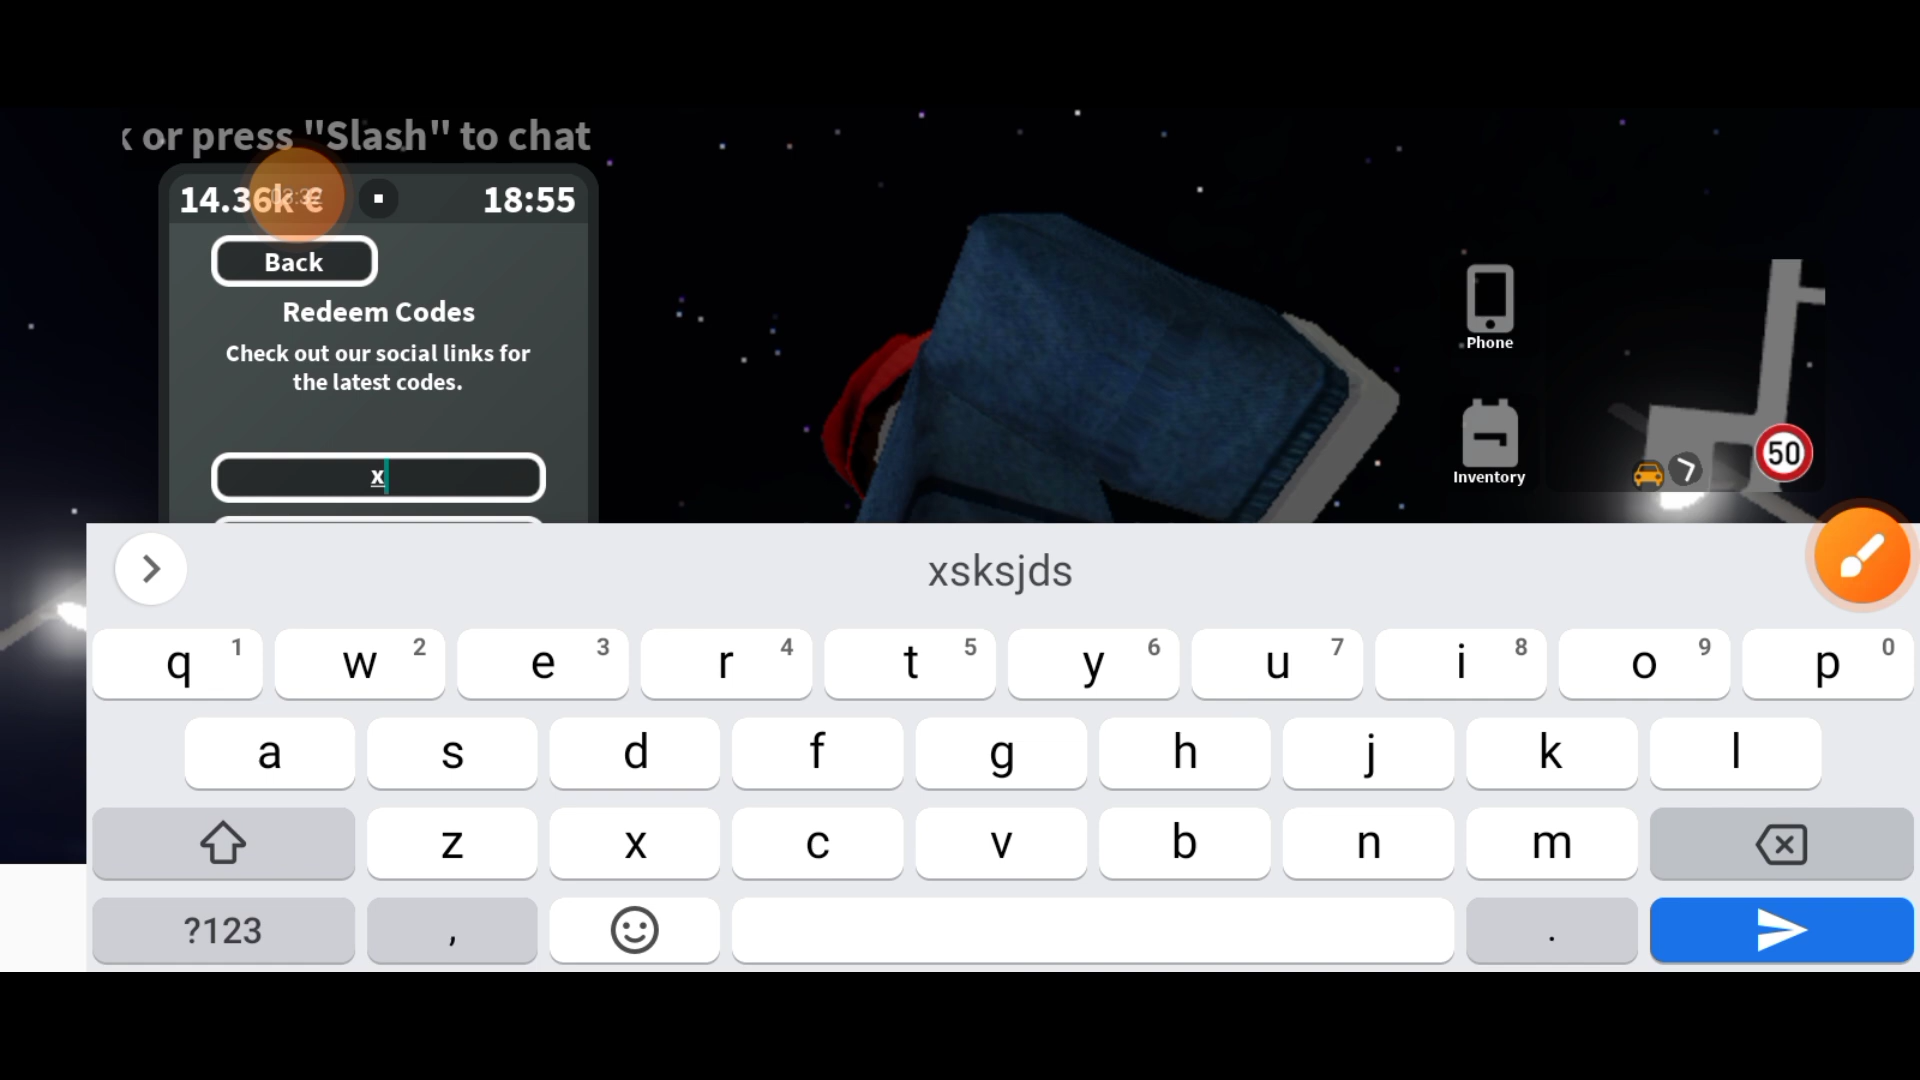 k or press "Slash" to chat
14.36k €
18:55
Back
Redeem Codes
Check out our social links for
the latest codes.
x
Phone
Inventory
50
xsksjds
q 1 w 2 e 3 r 4 t 5 y 6 u 7 i 8 o 9 p 0
a s d f g h j k l
z x c v b n m
?123 , .